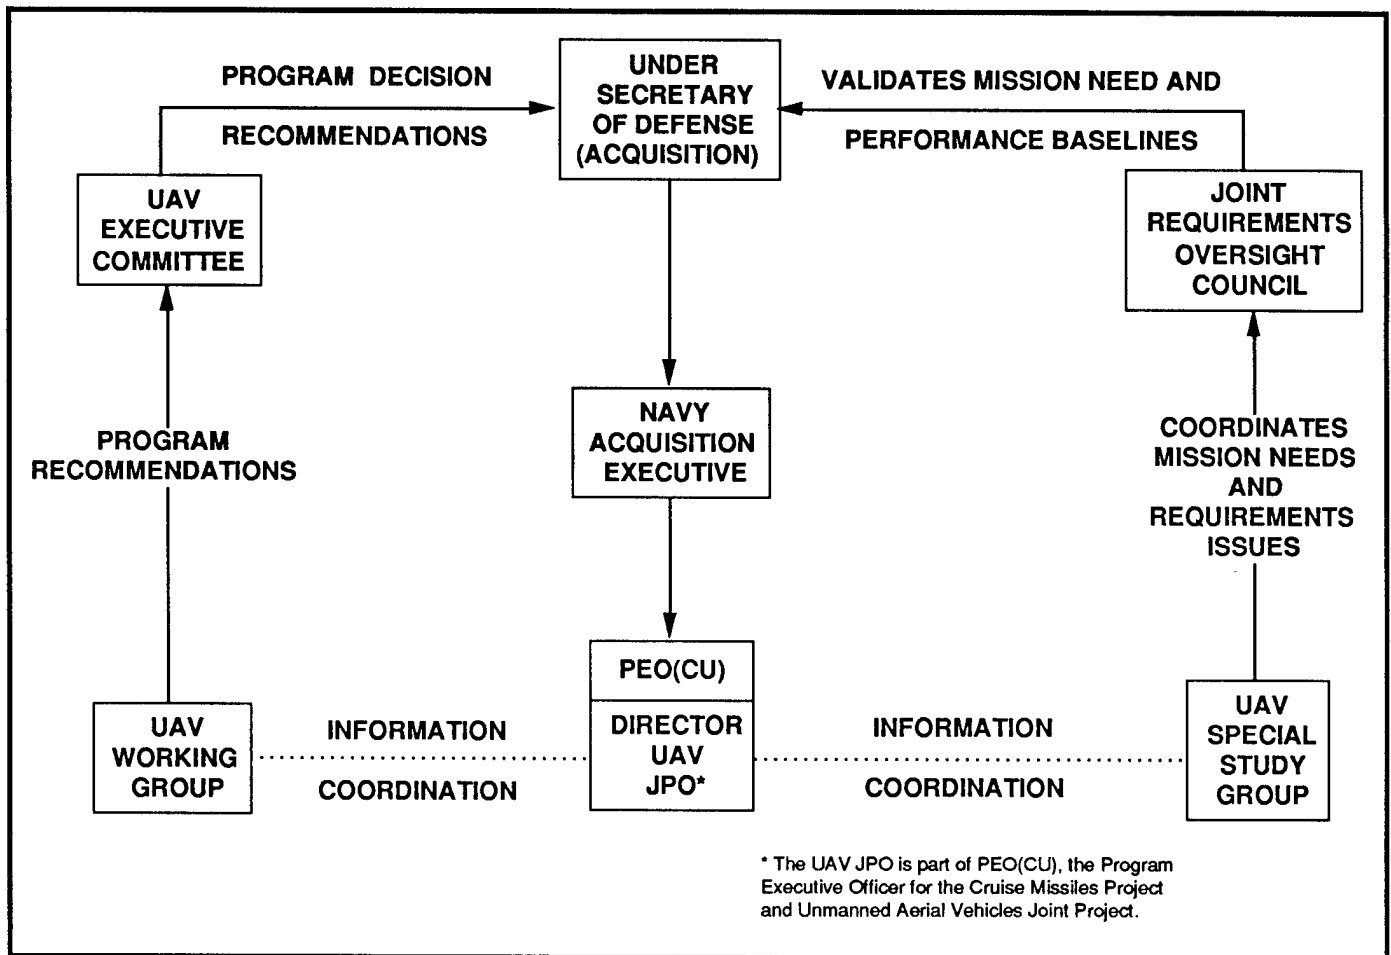 PROGRAM DECISION
RECOMMENDATIONS
UNDER
SECRETARY
OF DEFENSE
(ACQUISITION)
VALIDATES MISSION NEED AND
PERFORMANCE BASELINES
UAV
EXECUTIVE
COMMITTEE
JOINT
REQUIREMENTS
OVERSIGHT
COUNCIL
NAVY
ACQUISITION
EXECUTIVE
PROGRAM
RECOMMENDATIONS
COORDINATES
MISSION NEEDS
AND
REQUIREMENTS
ISSUES
PEO(CU)
DIRECTOR
UAV
JPO*
UAV
WORKING
GROUP
INFORMATION
COORDINATION
INFORMATION
COORDINATION
UAV
SPECIAL
STUDY
GROUP
* The UAV JPO is part of PEO(CU), the Program
Executive Officer for the Cruise Missiles Project
and Unmanned Aerial Vehicles Joint Project.